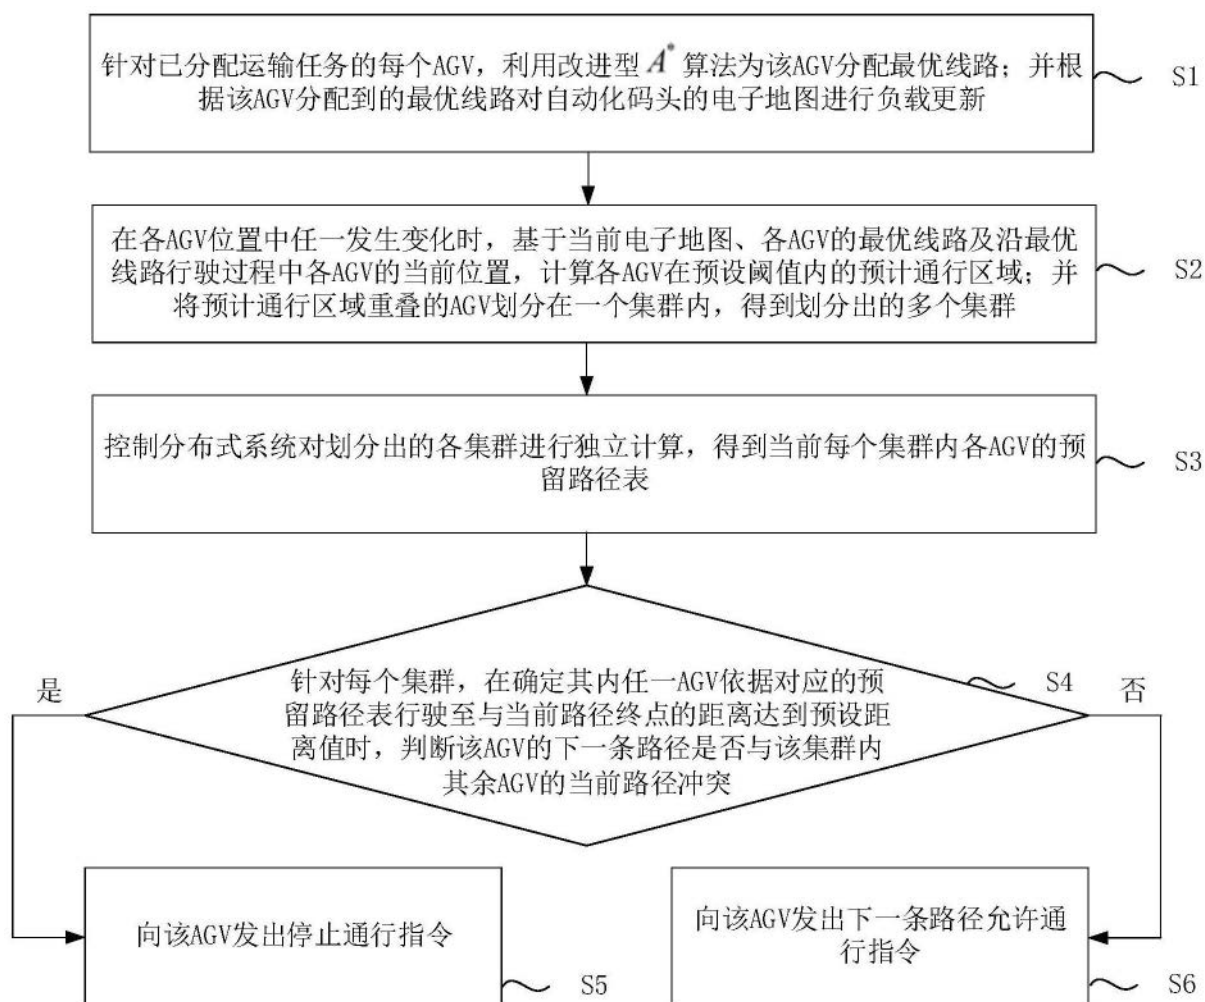 针对已分配运输任务的每个AGV，利用改进型 A* 算法为该AGV分配最优线路；并根
据该AGV分配到的最优线路对自动化码头的电子地图进行负载更新
S1
在各AGV位置中任一发生变化时，基于当前电子地图、各AGV的最优线路及沿最优
线路行驶过程中各AGV的当前位置，计算各AGV在预设阈值内的预计通行区域；并
将预计通行区域重叠的AGV划分在一个集群内，得到划分出的多个集群
S2
控制分布式系统对划分出的各集群进行独立计算，得到当前每个集群内各AGV的预
留路径表
S3
针对每个集群，在确定其内任一AGV依据对应的预
留路径表行驶至与当前路径终点的距离达到预设距
离值时，判断该AGV的下一条路径是否与该集群内
其余AGV的当前路径冲突
S4
是
否
向该AGV发出停止通行指令
S5
向该AGV发出下一条路径允许通
行指令
S6